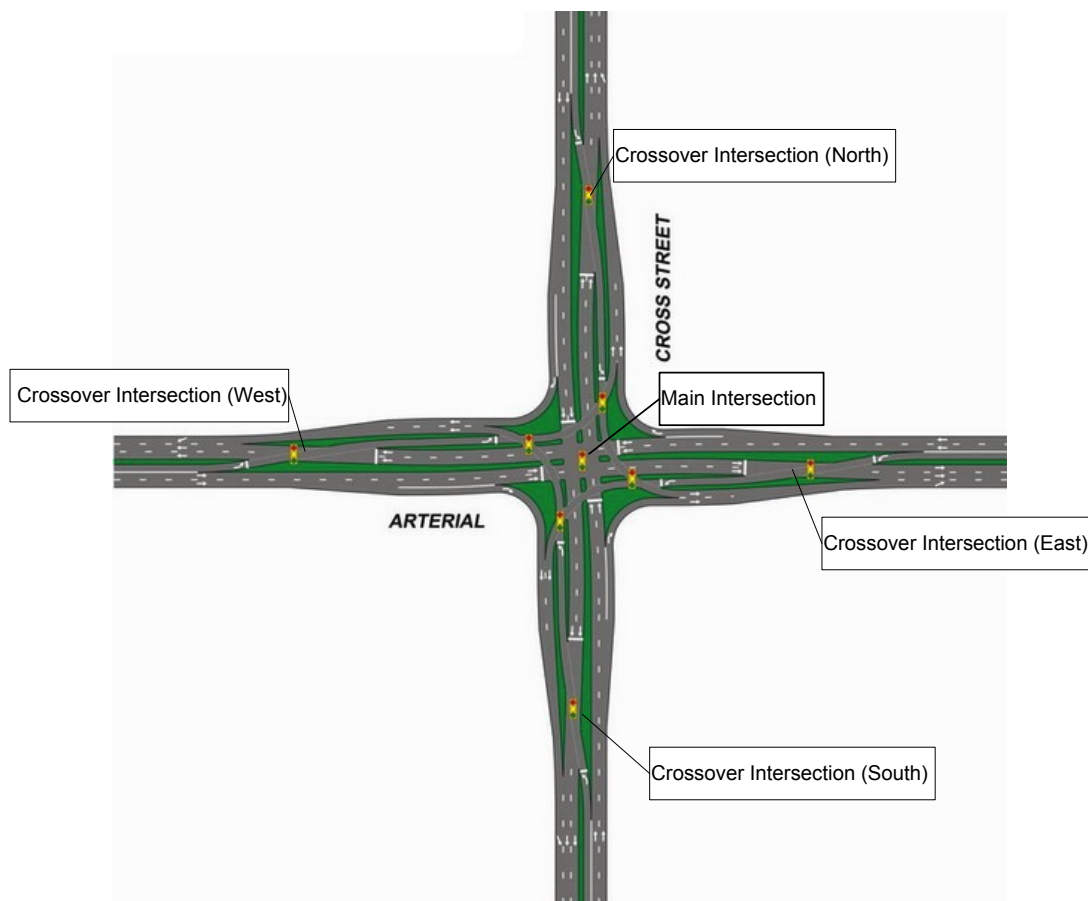 Crossover Intersection (North)
CROSS STREET
Crossover Intersection (West)
Main Intersection
ARTERIAL
Crossover Intersection (East)
Crossover Intersection (South)